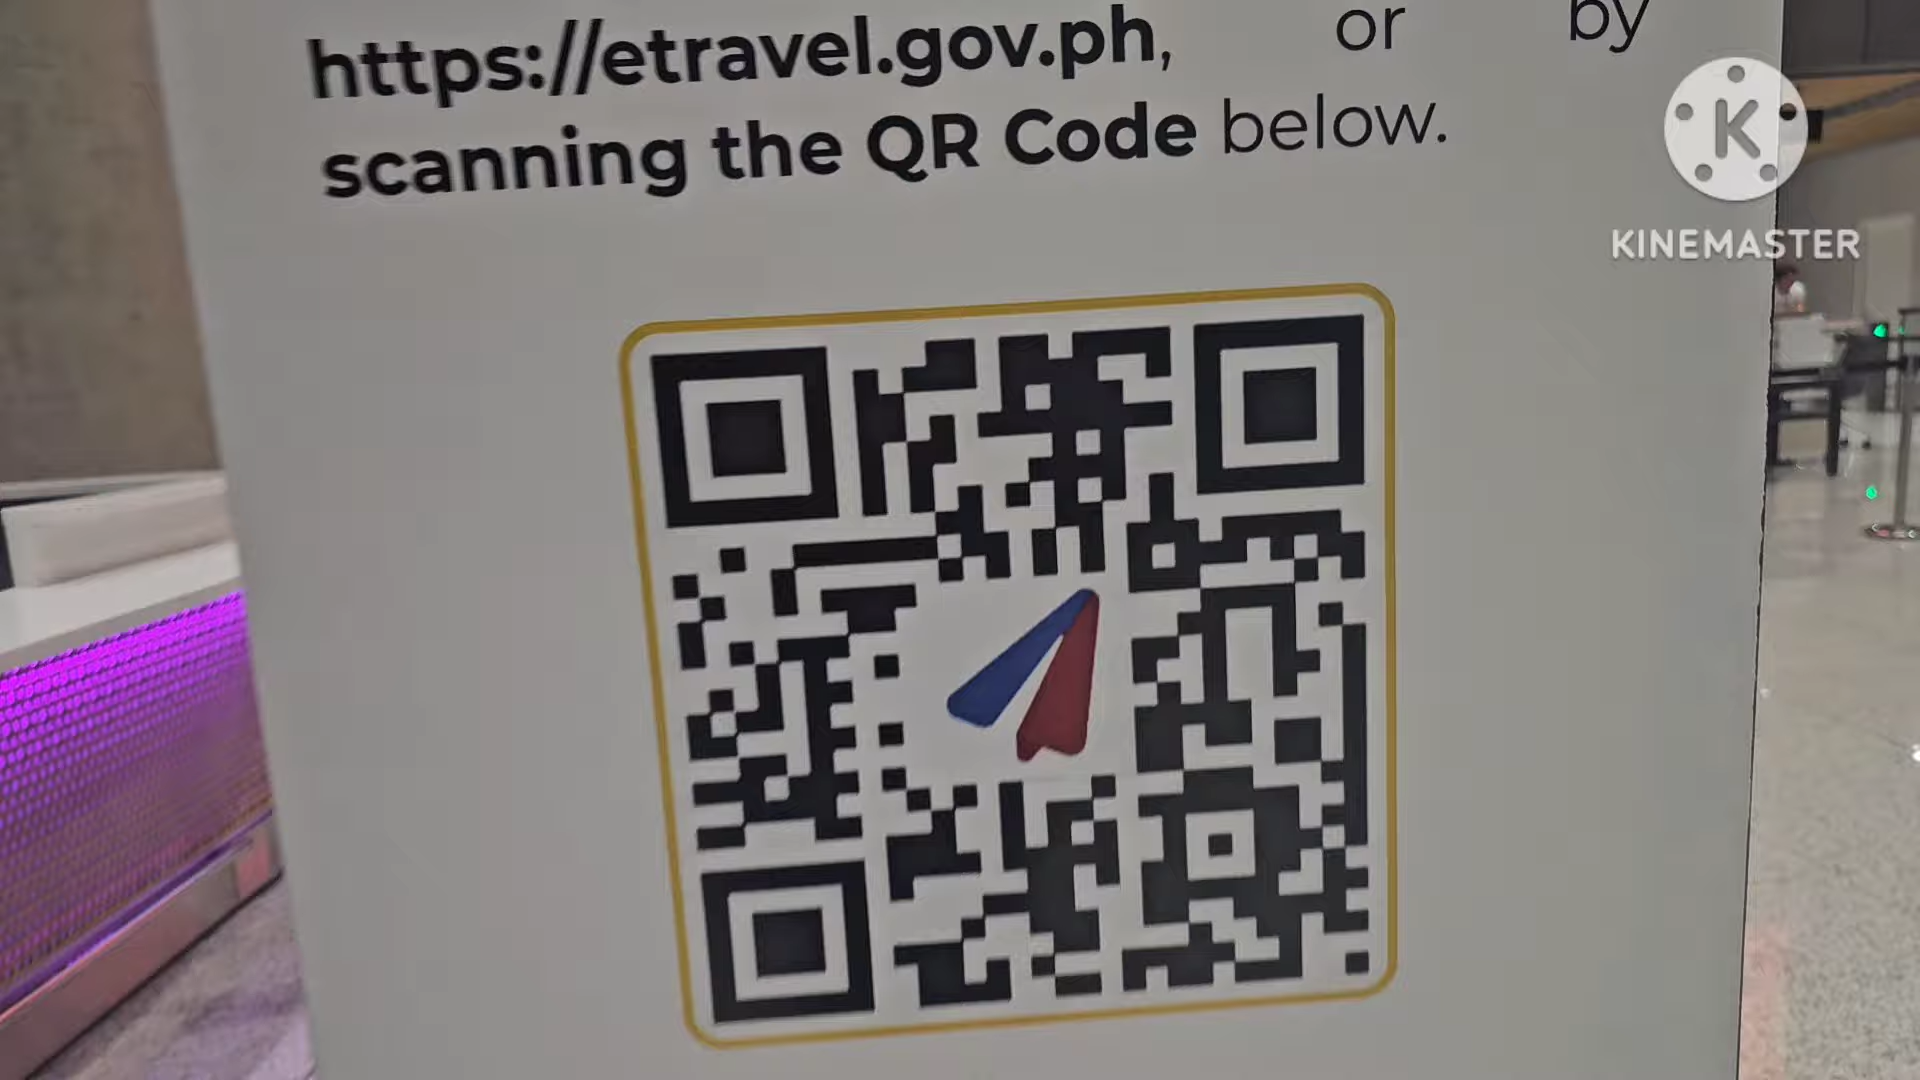 https://etravel.gov.ph, or by
scanning the QR Code below.
K
KINEMASTER